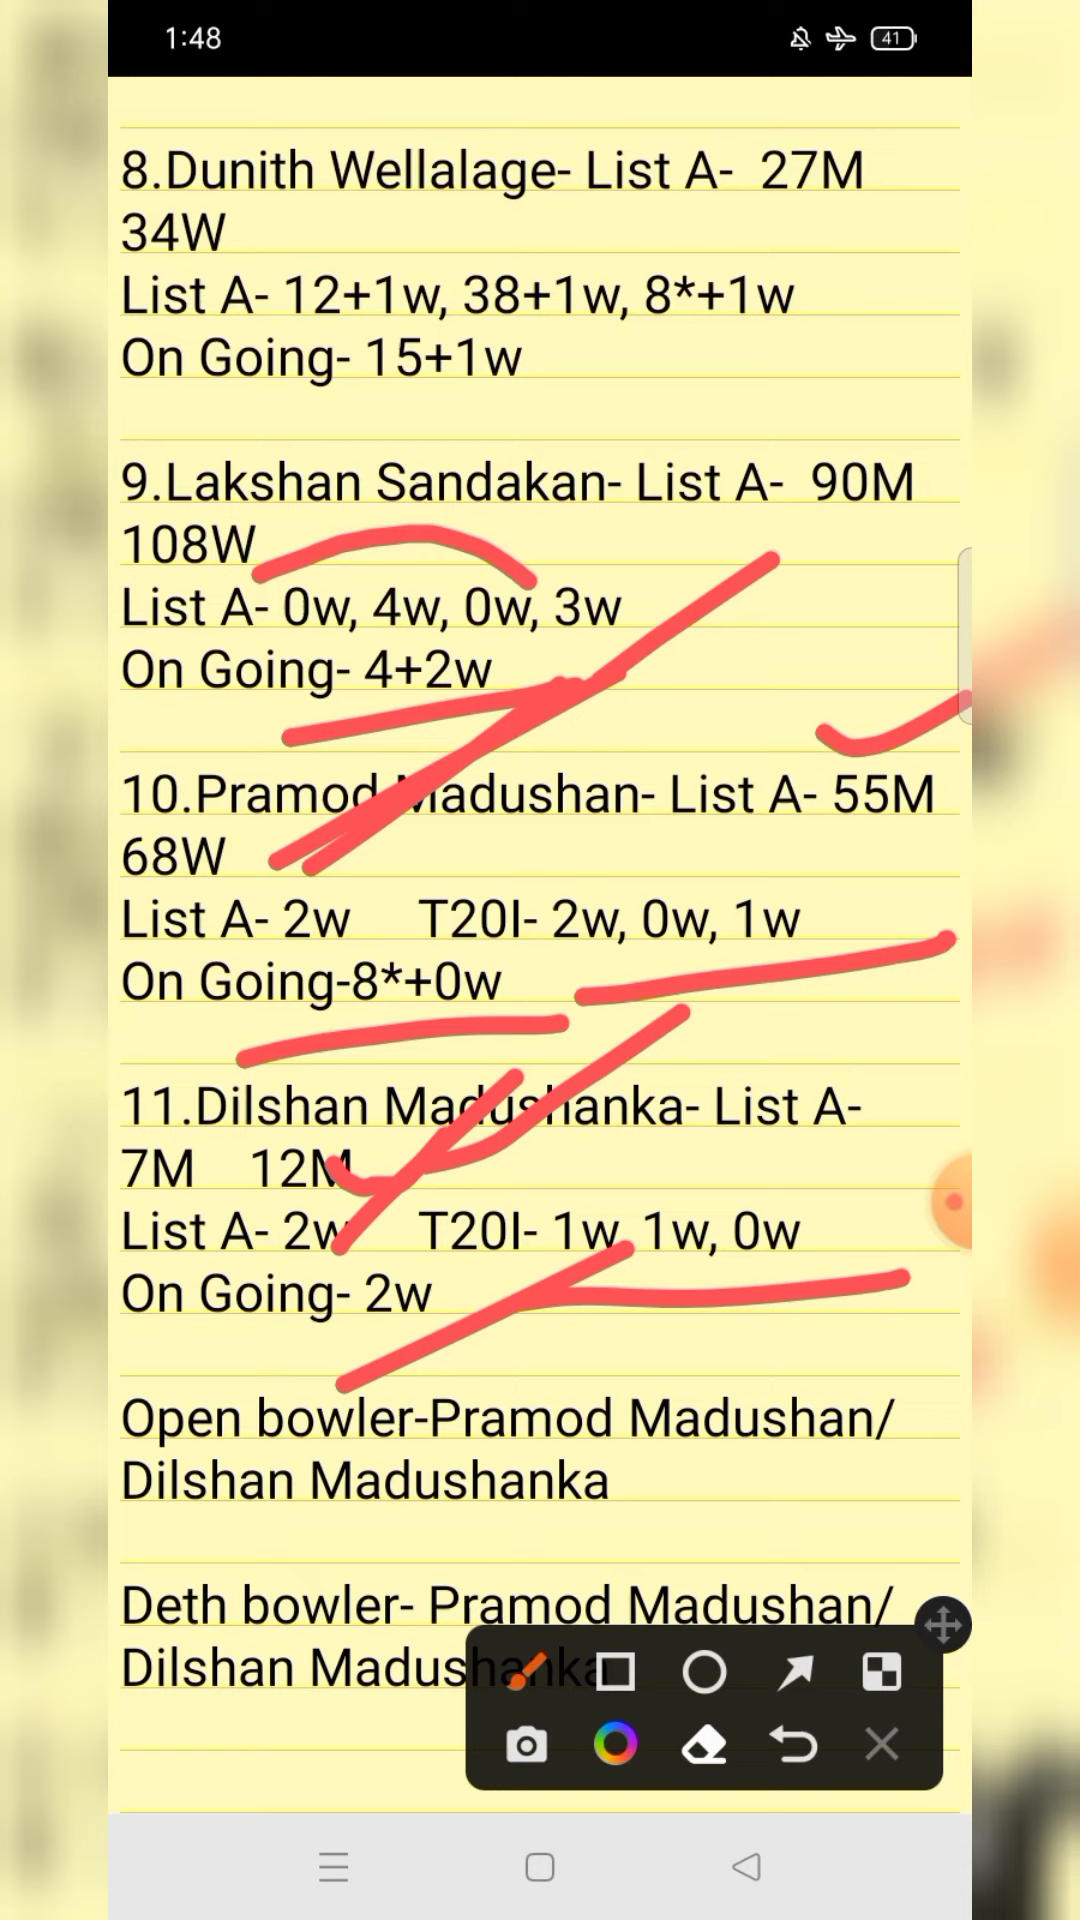 1:48
41
8.Dunith Wellalage- List A-  27M
34W
List A- 12+1w, 38+1w, 8*+1w
On Going- 15+1w
9.Lakshan Sandakan- List A-  90M
108W
List A- 0w, 4w, 0w, 3w
On Going- 4+2w
10.Pramod Madushan- List A- 55M
68W
List A- 2w     T20I- 2w, 0w, 1w
On Going-8*+0w
11.Dilshan Madushanka- List A-
7M    12M
List A- 2w     T20I- 1w, 1w, 0w
On Going- 2w
Open bowler-Pramod Madushan/
Dilshan Madushanka
Deth bowler- Pramod Madushan/
Dilshan Madushanka